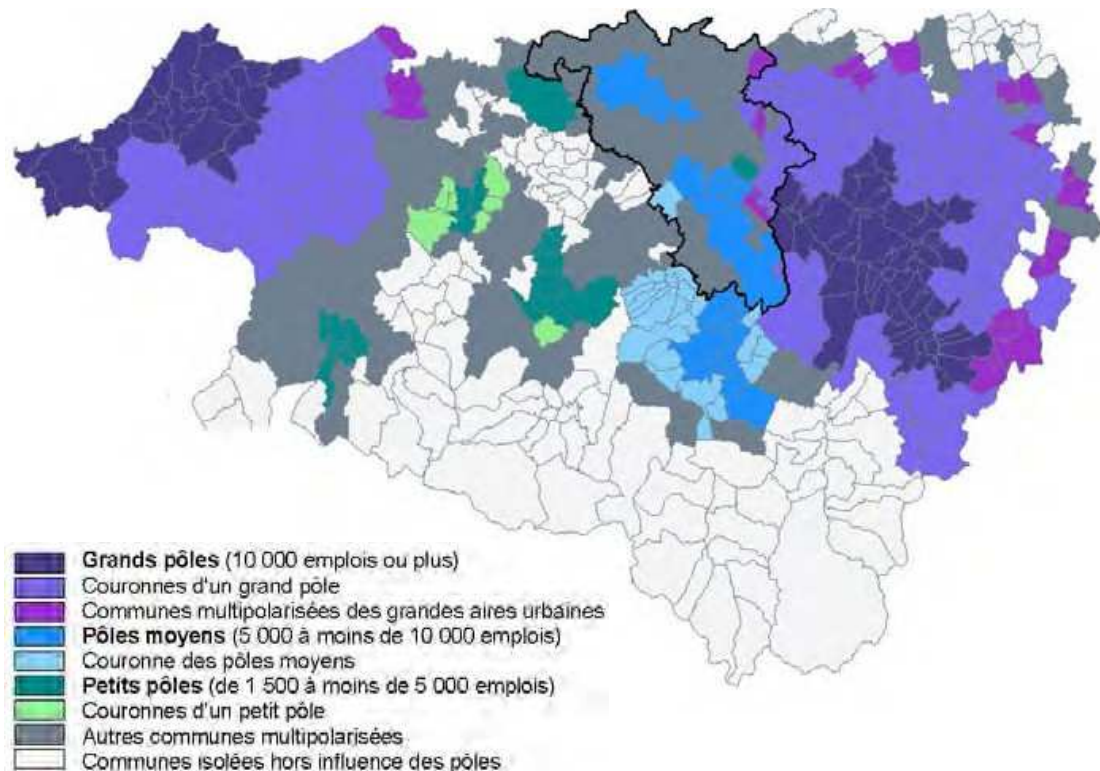 Grands pôles (10 000 emplois ou plus)
Couronnes d'un grand pôle
Communes multipolarisées des grandes aires urbaines
Pôles moyens (5 000 à moins de 10 000 emplois)
Couronne des pôles moyens
Petits pôles (de 1 500 à moins de 5 000 emplois)
Couronnes d'un petit pôle
Autres communes multipolarisées
Communes isolées hors influence des pôles